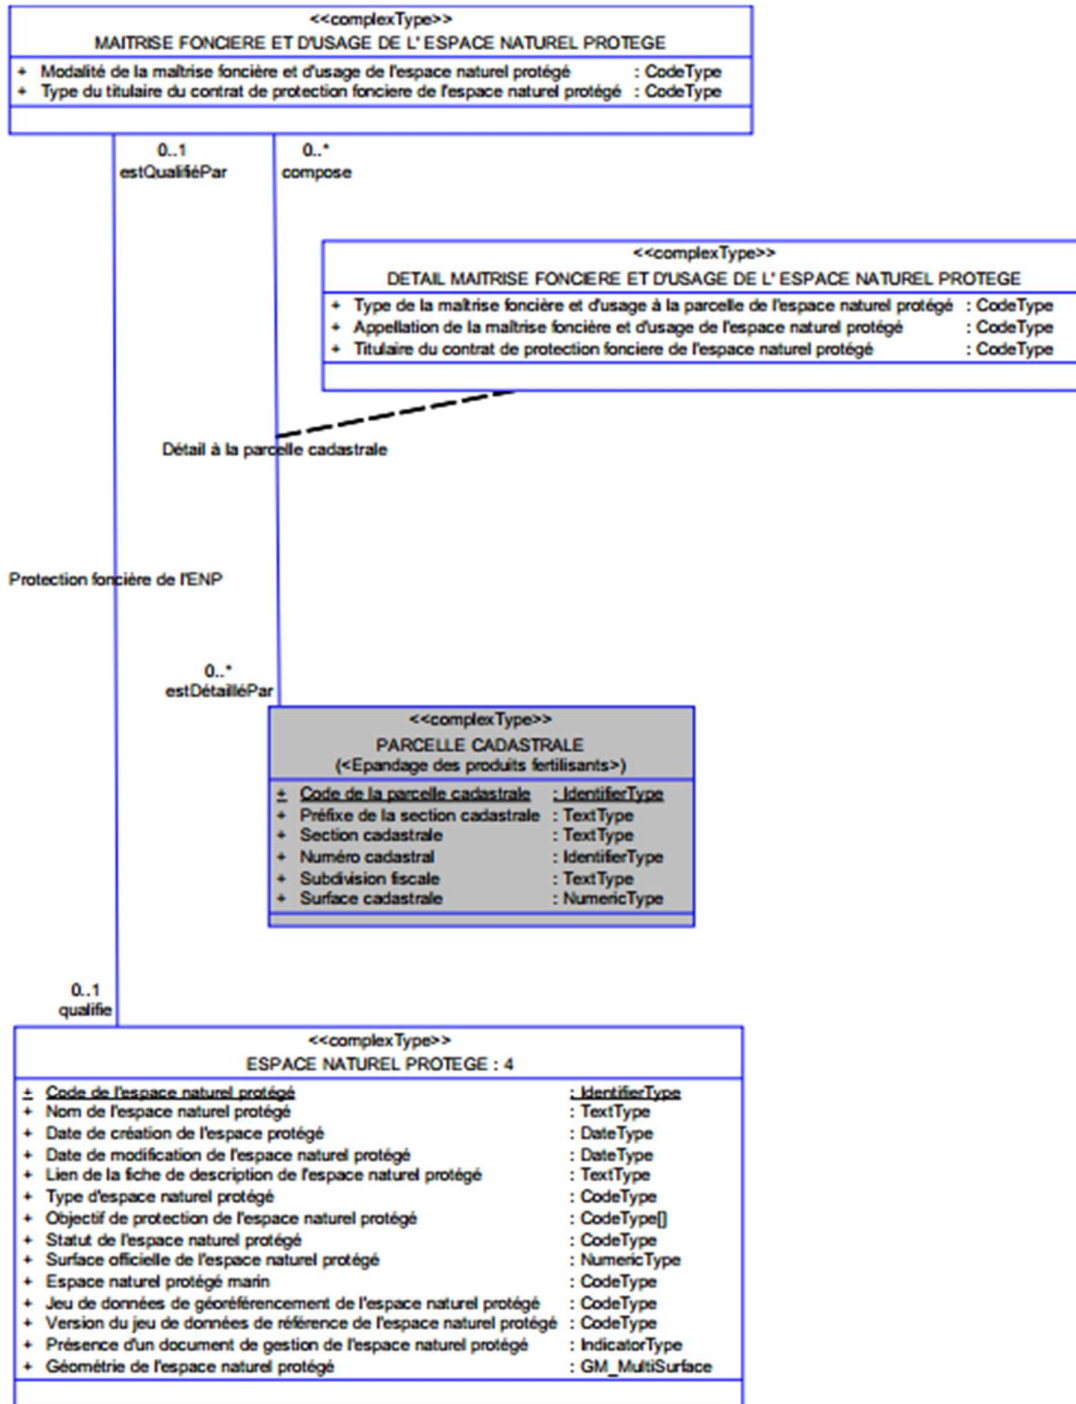 <<complexType>>
MAITRISE FONCIERE ET D'USAGE DE L' ESPACE NATUREL PROTEGE
+ Modalité de la maîtrise foncière et d'usage de l'espace naturel protégé : CodeType
+ Type du titulaire du contrat de protection fonciere de l'espace naturel protégé : CodeType
0..1
estQualifiéPar
0..*
compose
<<complexType>>
DETAIL MAITRISE FONCIERE ET D'USAGE DE L' ESPACE NATUREL PROTEGE
+ Type de la maîtrise foncière et d'usage à la parcelle de l'espace naturel protégé : CodeType
+ Appellation de la maîtrise foncière et d'usage de l'espace naturel protégé : CodeType
+ Titulaire du contrat de protection fonciere de l'espace naturel protégé : CodeType
Détail à la parcelle cadastrale
Protection foncière de l'ENP
0..*
estDétailléPar
<<complexType>>
PARCELLE CADASTRALE
(<Epandage des produits fertilisants>)
+ Code de la parcelle cadastrale : IdentifierType
+ Préfixe de la section cadastrale : TextType
+ Section cadastrale : TextType
+ Numéro cadastral : IdentifierType
+ Subdivision fiscale : TextType
+ Surface cadastrale : NumericType
0..1
qualifie
<<complexType>>
ESPACE NATUREL PROTEGE : 4
+ Code de l'espace naturel protégé : IdentifierType
+ Nom de l'espace naturel protégé : TextType
+ Date de création de l'espace protégé : DateType
+ Date de modification de l'espace naturel protégé : DateType
+ Lien de la fiche de description de l'espace naturel protégé : TextType
+ Type d'espace naturel protégé : CodeType
+ Objectif de protection de l'espace naturel protégé : CodeType[]
+ Statut de l'espace naturel protégé : CodeType
+ Surface officielle de l'espace naturel protégé : NumericType
+ Espace naturel protégé marin : CodeType
+ Jeu de données de géoréférencement de l'espace naturel protégé : CodeType
+ Version du jeu de données de référence de l'espace naturel protégé : CodeType
+ Présence d'un document de gestion de l'espace naturel protégé : IndicatorType
+ Géométrie de l'espace naturel protégé : GM_MultiSurface